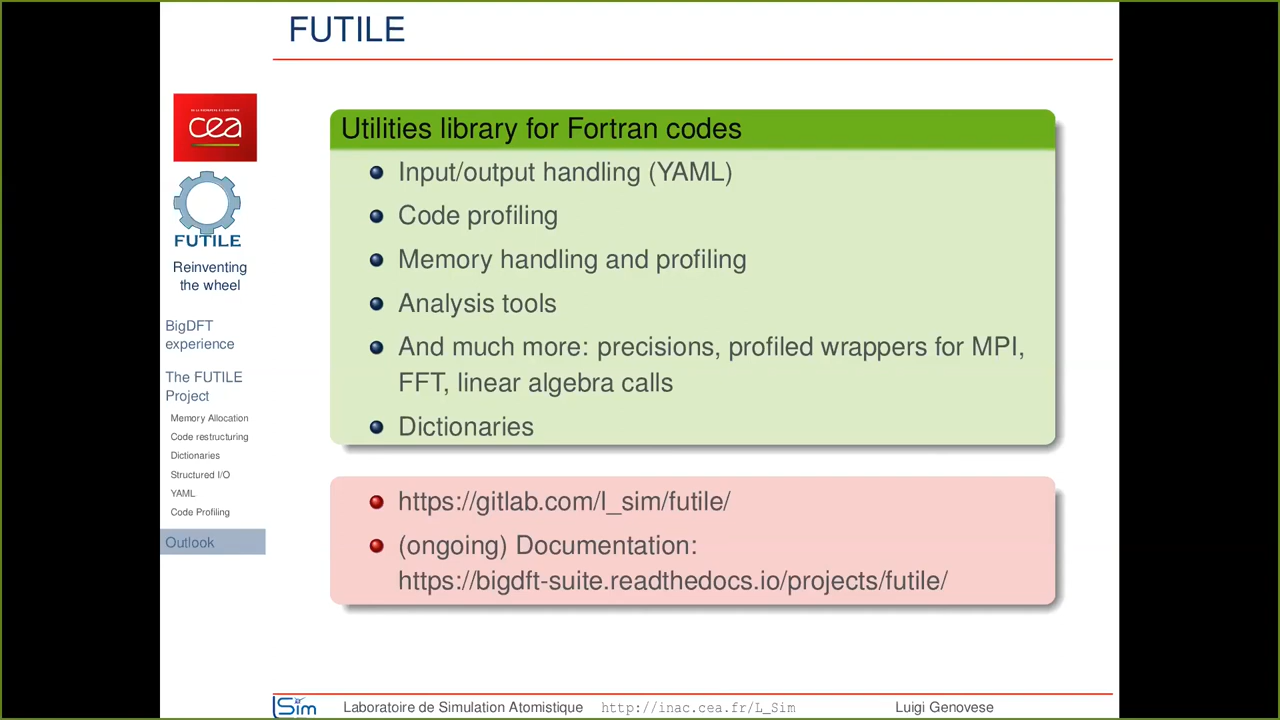 FUTILE
cea
FUTILE
Reinventing
the wheel
BigDFT
experience
The FUTILE
Project
Memory Allocation
Code restructuring
Dictionaries
Structured I/O
YAML
Code Profiling
Outlook
Utilities library for Fortran codes
Input/output handling (YAML)
Code profiling
Memory handling and profiling
Analysis tools
And much more: precisions, profiled wrappers for MPI,
FFT, linear algebra calls
Dictionaries
https://gitlab.com/l_sim/futile/
(ongoing) Documentation:
https://bigdft-suite.readthedocs.io/projects/futile/
L_Sim Laboratoire de Simulation Atomistique http://inac.cea.fr/L_Sim Luigi Genovese